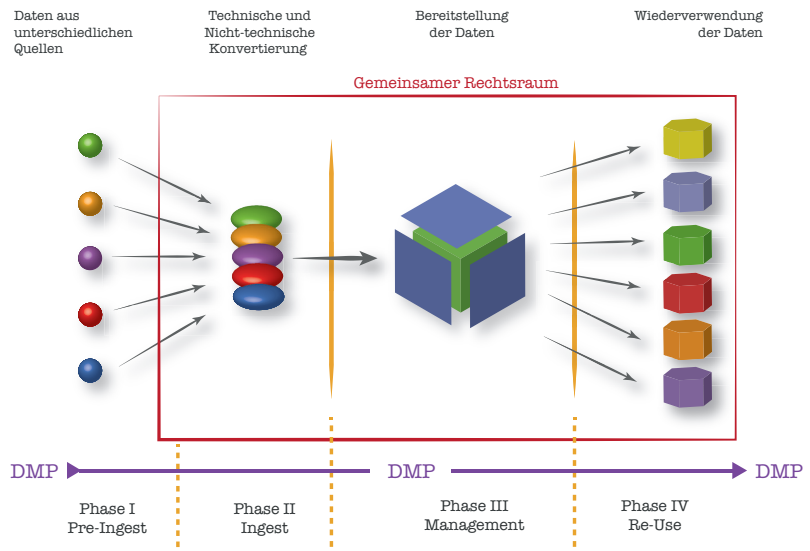 Daten aus
unterschiedlichen
Quellen
Technische und
Nicht-technische
Konvertierung
Bereitstellung
der Daten
Wiederverwendung
der Daten
Gemeinsamer Rechtsraum
DMP
DMP
DMP
Phase I
Pre-Ingest
Phase II
Ingest
Phase III
Management
Phase IV
Re-Use